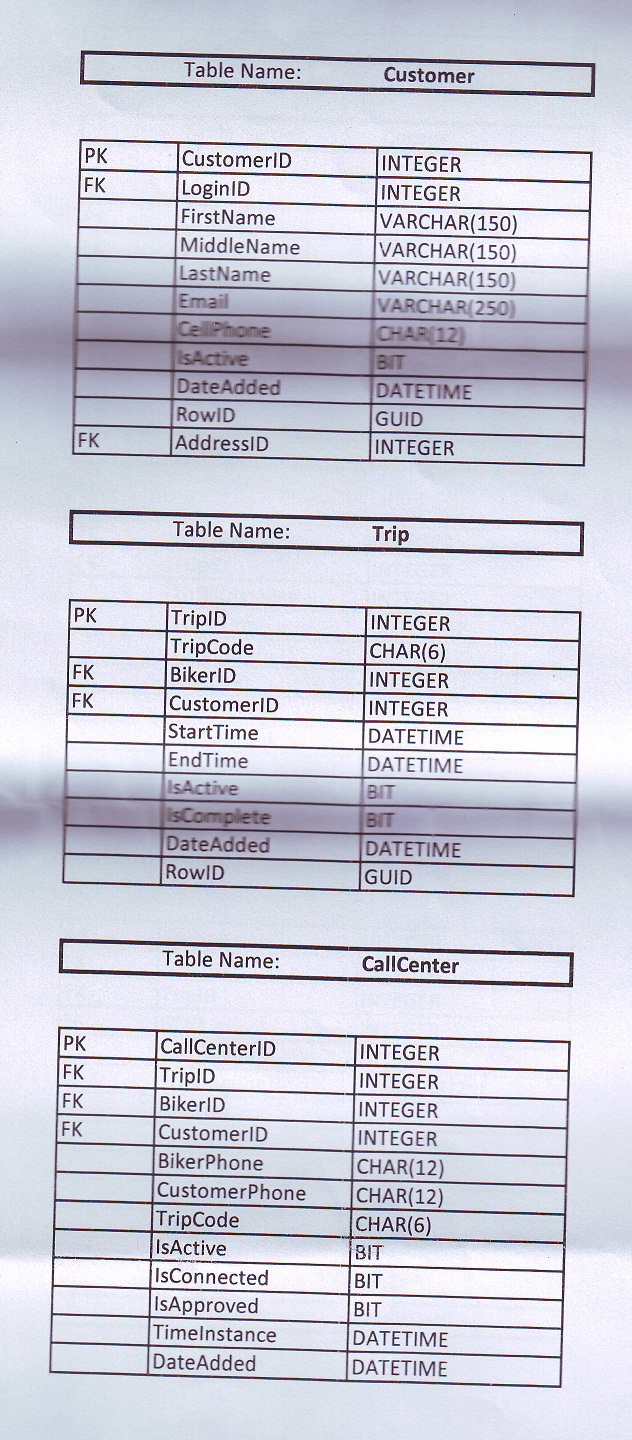 Table Name: Customer
PK CustomerID INTEGER
FK LoginID INTEGER
FirstName VARCHAR(150)
MiddleName VARCHAR(150)
LastName VARCHAR(150)
Email VARCHAR(250)
CellPhone CHAR(12)
IsActive BIT
DateAdded DATETIME
RowID GUID
FK AddressID INTEGER
Table Name: Trip
PK TripID INTEGER
TripCode CHAR(6)
FK BikerID INTEGER
FK CustomerID INTEGER
StartTime DATETIME
EndTime DATETIME
IsActive BIT
IsComplete BIT
DateAdded DATETIME
RowID GUID
Table Name: CallCenter
PK CallCenterID INTEGER
FK TripID INTEGER
FK BikerID INTEGER
FK CustomerID INTEGER
BikerPhone CHAR(12)
CustomerPhone CHAR(12)
TripCode CHAR(6)
IsActive BIT
IsConnected BIT
IsApproved BIT
TimeInstance DATETIME
DateAdded DATETIME